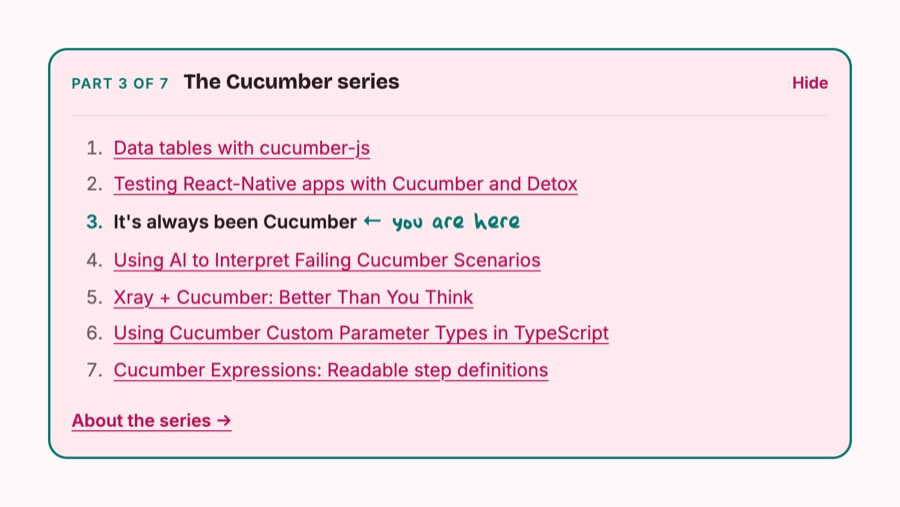 PART 3 OF 7 The Cucumber series Hide
1. Data tables with cucumber-js
2. Testing React-Native apps with Cucumber and Detox
3. It's always been Cucumber ← you are here
4. Using AI to Interpret Failing Cucumber Scenarios
5. Xray + Cucumber: Better Than You Think
6. Using Cucumber Custom Parameter Types in TypeScript
7. Cucumber Expressions: Readable step definitions
About the series →